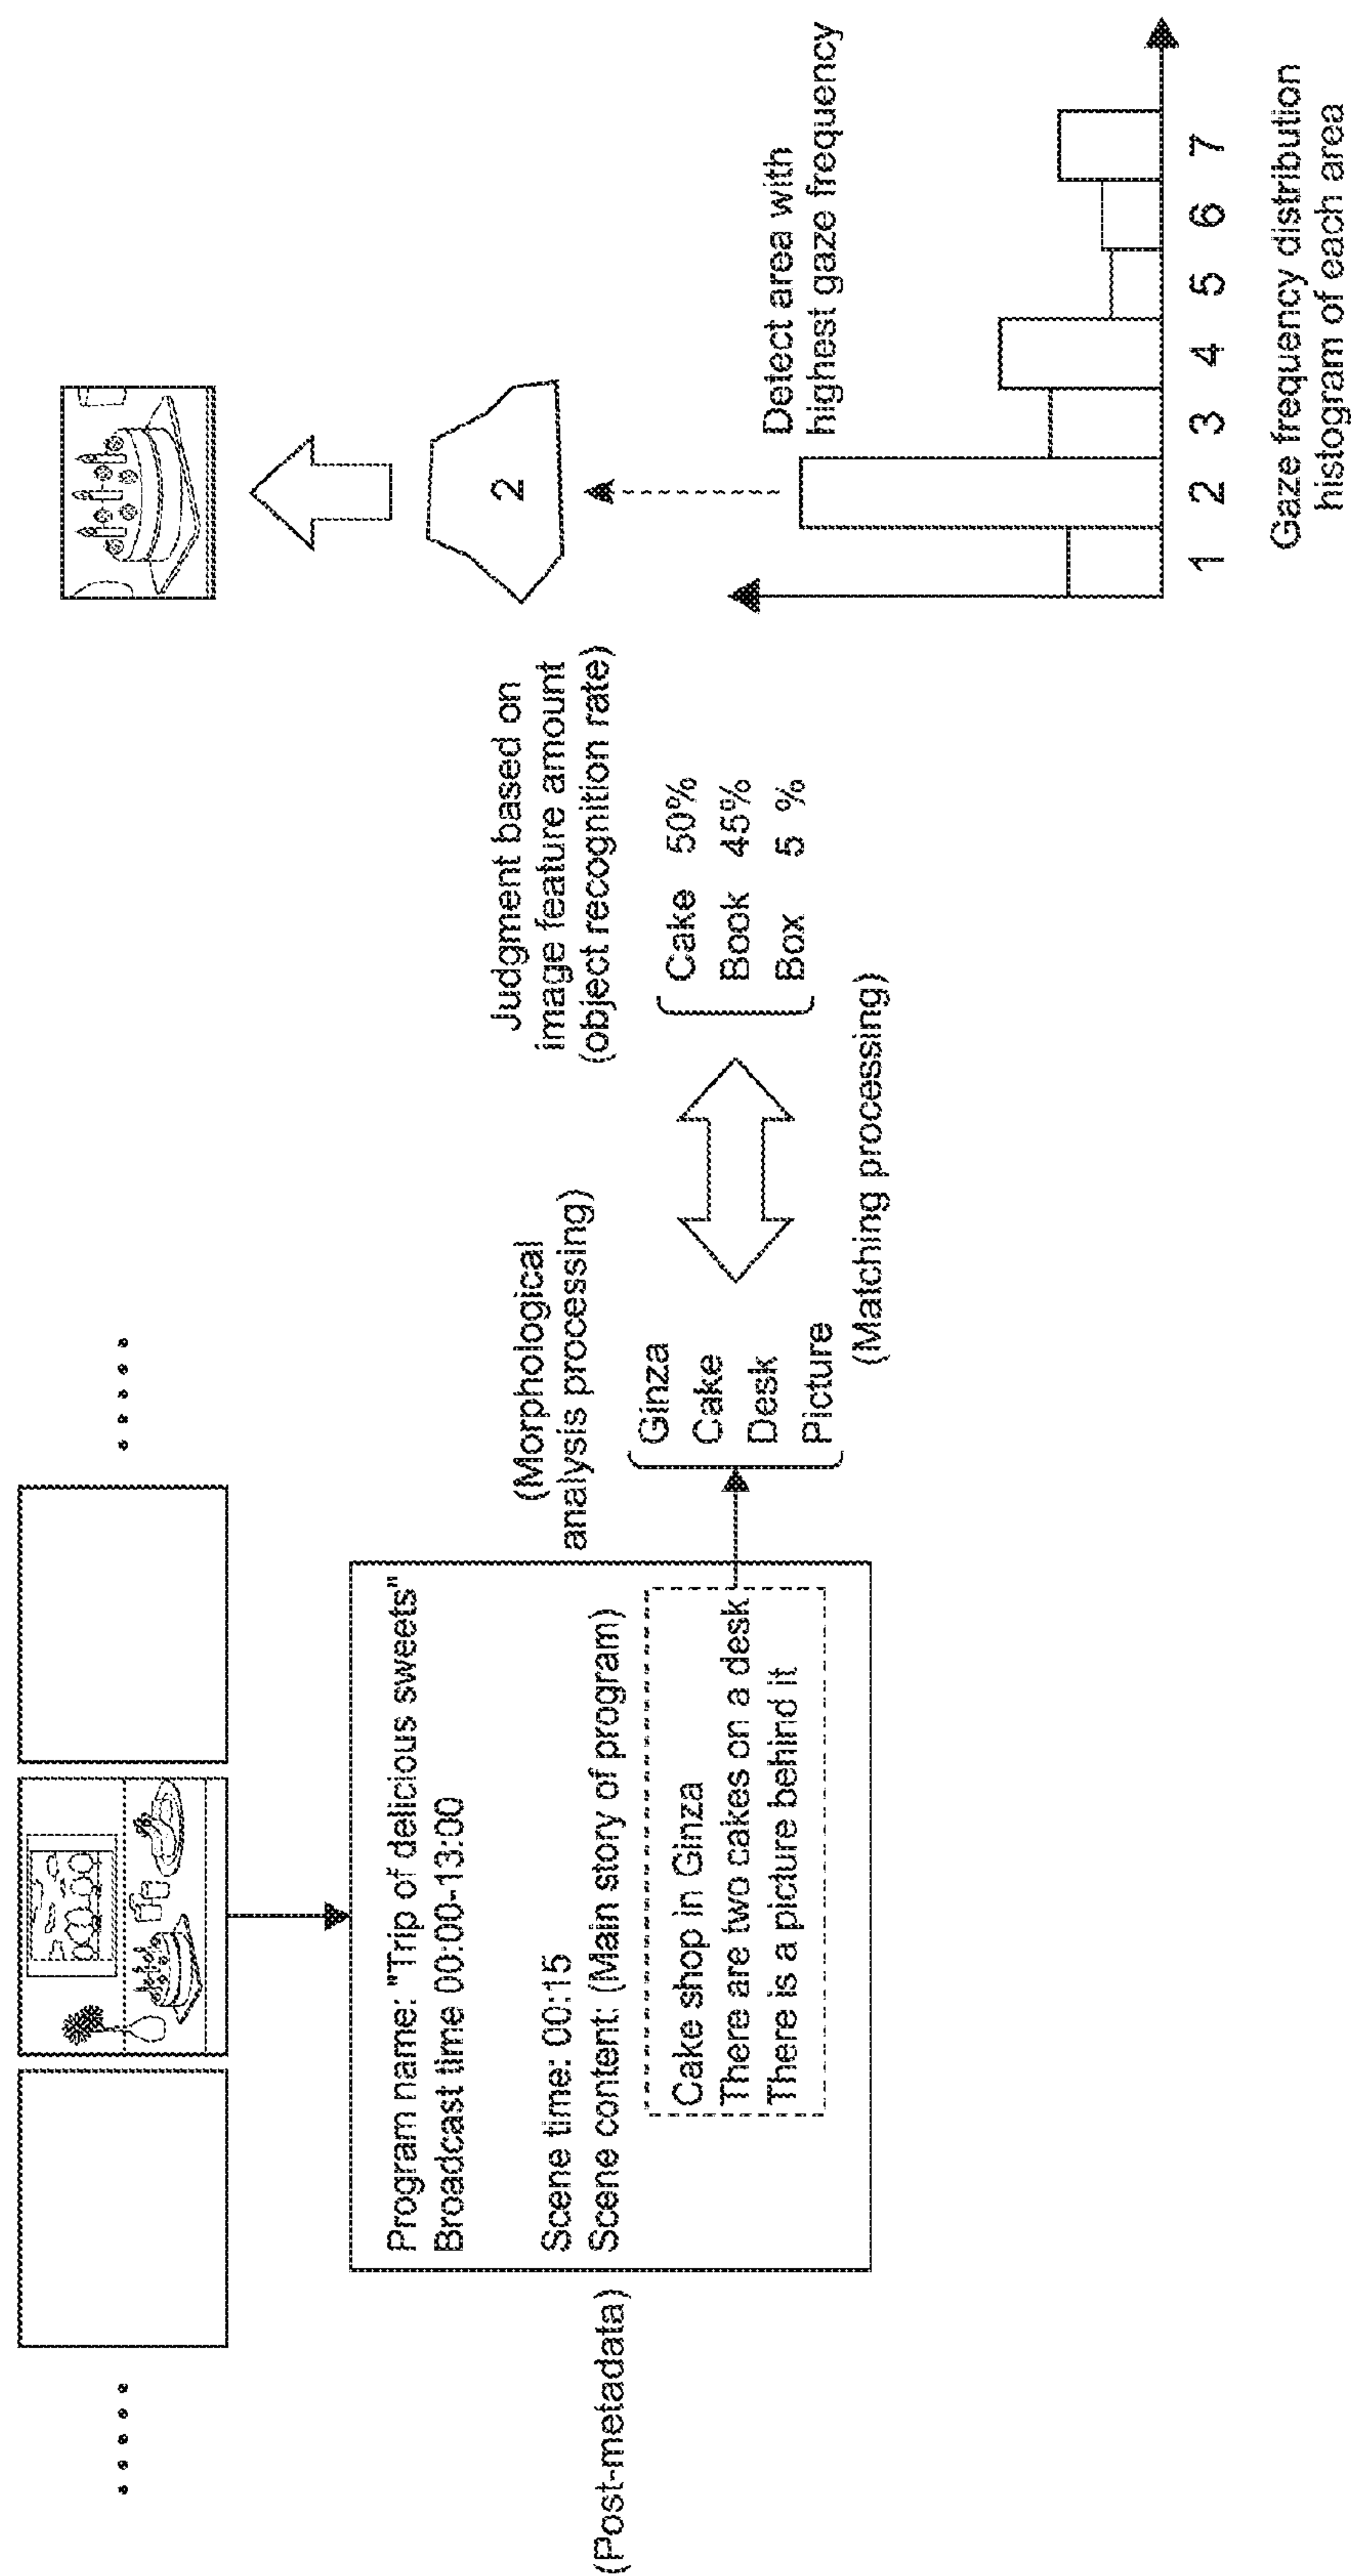 (Post-metadata)
Program name: "Trip of delicious sweets"
Broadcast time 00:00-13:00
Scene time: 00:15
Scene content: (Main story of program)
Cake shop in Ginza
There are two cakes on a desk
There is a picture behind it
(Morphological
analysis processing)
Ginza
Cake
Desk
Picture
(Matching processing)
Judgment based on
image feature amount
(object recognition rate)
Cake 50%
Book 45%
Box 5 %
2
Detect area with
highest gaze frequency
1 2 3 4 5 6 7
Gaze frequency distribution
histogram of each area